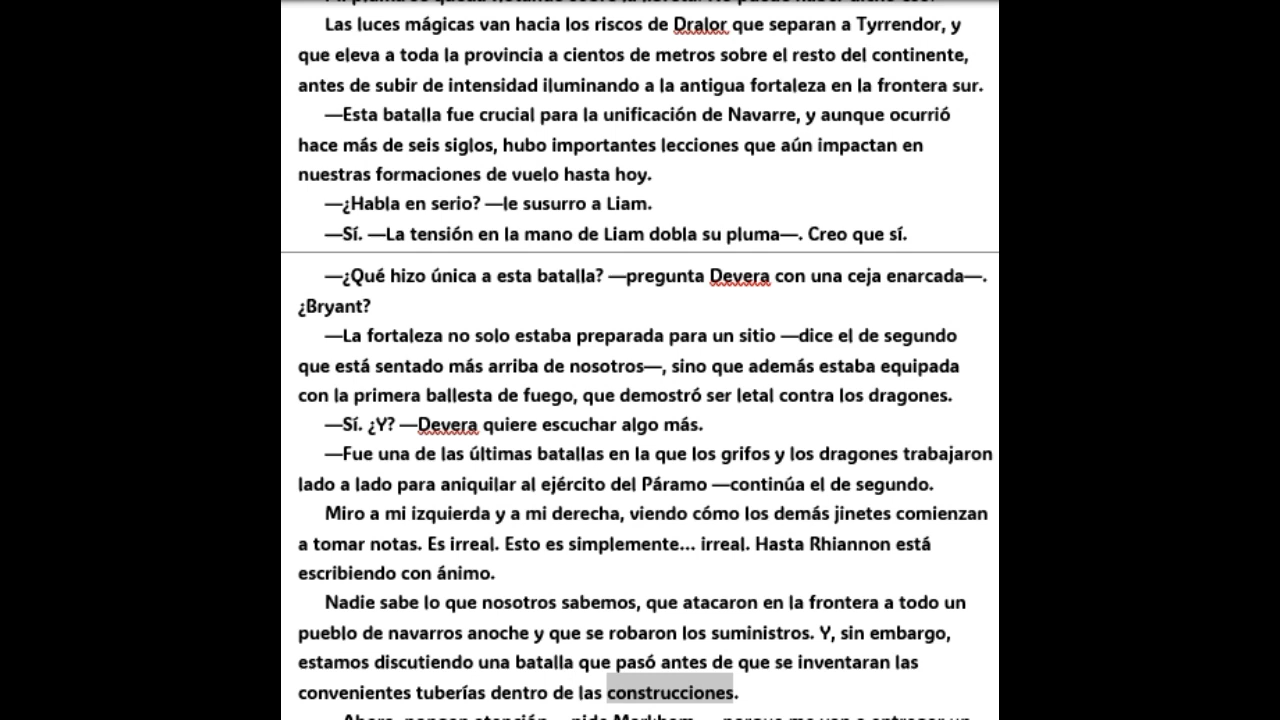 Las luces mágicas van hacia los riscos de Dralor que separan a Tyrrendor, y
que eleva a toda la provincia a cientos de metros sobre el resto del continente,
antes de subir de intensidad iluminando a la antigua fortaleza en la frontera sur.
—Esta batalla fue crucial para la unificación de Navarre, y aunque ocurrió
hace más de seis siglos, hubo importantes lecciones que aún impactan en
nuestras formaciones de vuelo hasta hoy.
—¿Habla en serio? —le susurro a Liam.
—Sí. —La tensión en la mano de Liam dobla su pluma—. Creo que sí.
—¿Qué hizo única a esta batalla? —pregunta Devera con una ceja enarcada—.
¿Bryant?
—La fortaleza no solo estaba preparada para un sitio —dice el de segundo
que está sentado más arriba de nosotros—, sino que además estaba equipada
con la primera ballesta de fuego, que demostró ser letal contra los dragones.
—Sí. ¿Y? —Devera quiere escuchar algo más.
—Fue una de las últimas batallas en la que los grifos y los dragones trabajaron
lado a lado para aniquilar al ejército del Páramo —continúa el de segundo.
Miro a mi izquierda y a mi derecha, viendo cómo los demás jinetes comienzan
a tomar notas. Es irreal. Esto es simplemente... irreal. Hasta Rhiannon está
escribiendo con ánimo.
Nadie sabe lo que nosotros sabemos, que atacaron en la frontera a todo un
pueblo de navarros anoche y que se robaron los suministros. Y, sin embargo,
estamos discutiendo una batalla que pasó antes de que se inventaran las
convenientes tuberías dentro de las construcciones.